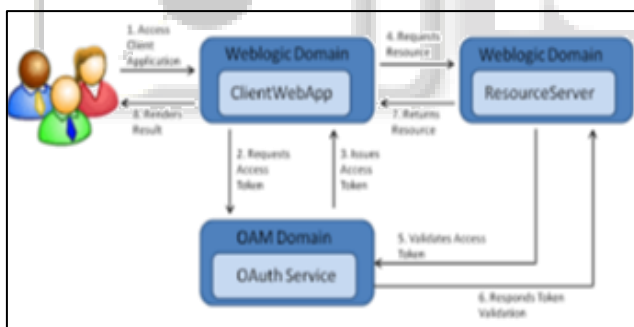 1. Access
Client
Application
Weblogic Domain
ClientWebApp
4. Requests
Resource
Weblogic Domain
ResourceServer
8. Renders
Result
7. Returns
Resource
2. Requests
Access
Token
3. Issues
Access
Token
OAM Domain
OAuth Service
5. Validates Access
Token
6. Responds Token
Validation